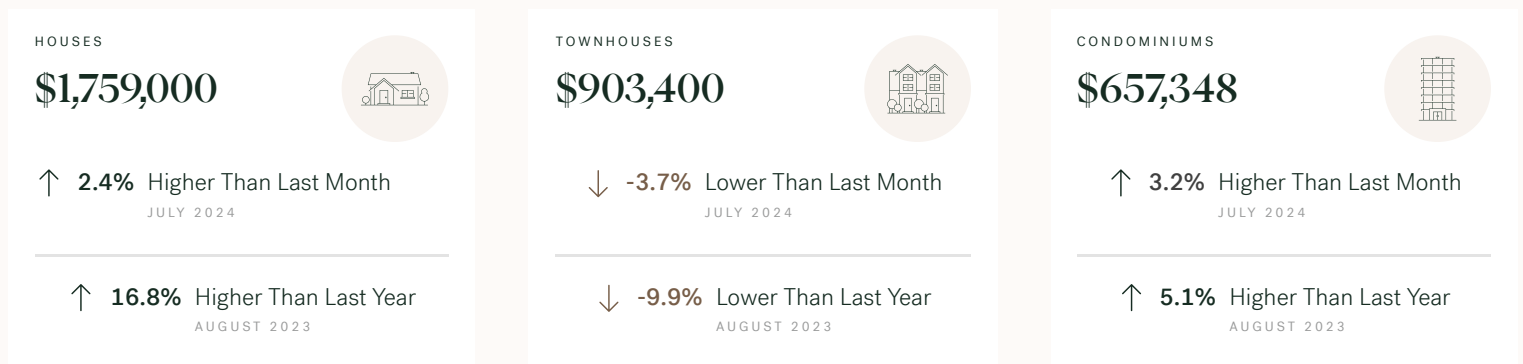 HOUSES
$1,759,000
2.4% Higher Than Last Month
JULY 2024
16.8% Higher Than Last Year
AUGUST 2023
TOWNHOUSES
$903,400
-3.7% Lower Than Last Month
JULY 2024
-9.9% Lower Than Last Year
AUGUST 2023
CONDOMINIUMS
$657,348
3.2% Higher Than Last Month
JULY 2024
5.1% Higher Than Last Year
AUGUST 2023